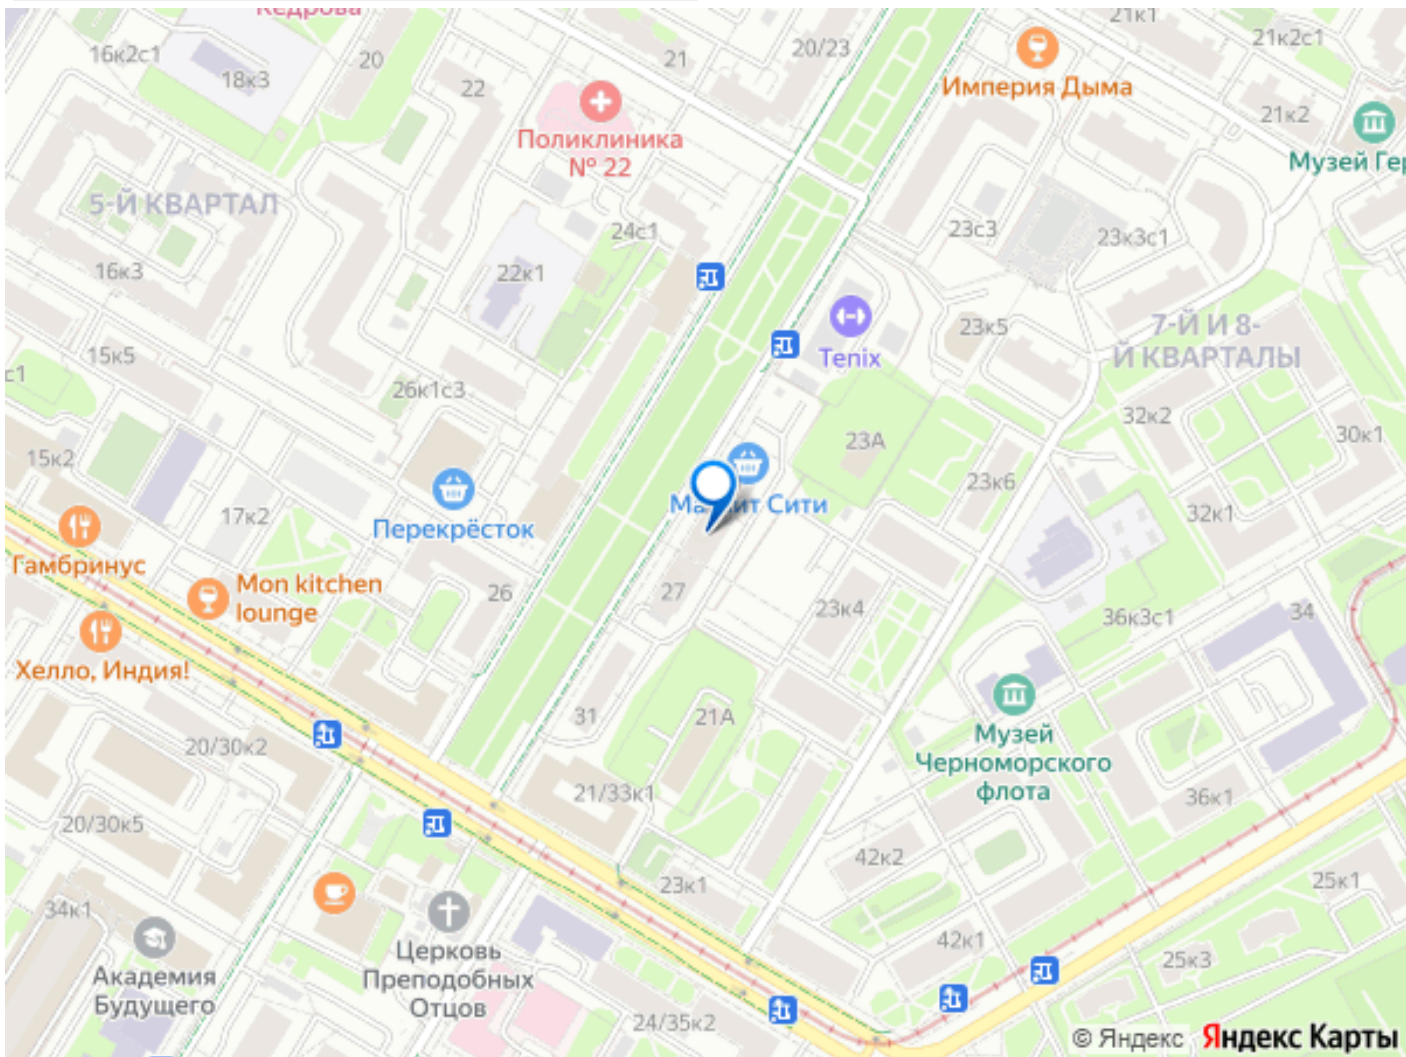 Кедрова
21к1
16к2с1
20
21
20/23
21к2с1
18к3
22
Империя Дыма
21к2
Поликлиника
№ 22
Музей Гер
5-Й КВАРТАЛ
24с1
23с3
23к3с1
16к3
22к1
23к5
7-Й И 8-
Й КВАРТАЛЫ
15к5
Tenix
с1
26к1с3
32к2
23А
30к1
15к2
23к6
17к2
Перекрёсток
Магнит Сити
32к1
Гамбринус
Mon kitchen
lounge
26
27
23к4
36к3с1
34
Хелло, Индия!
31
21А
20/30к2
Музей
Черноморского
флота
21/33к1
36к1
20/30к5
42к2
23к1
25к1
34к1
Церковь
Преподобных
Отцов
42к1
25к3
Академия
Будущего
24/35к2
© Яндекс Яндекс Карты